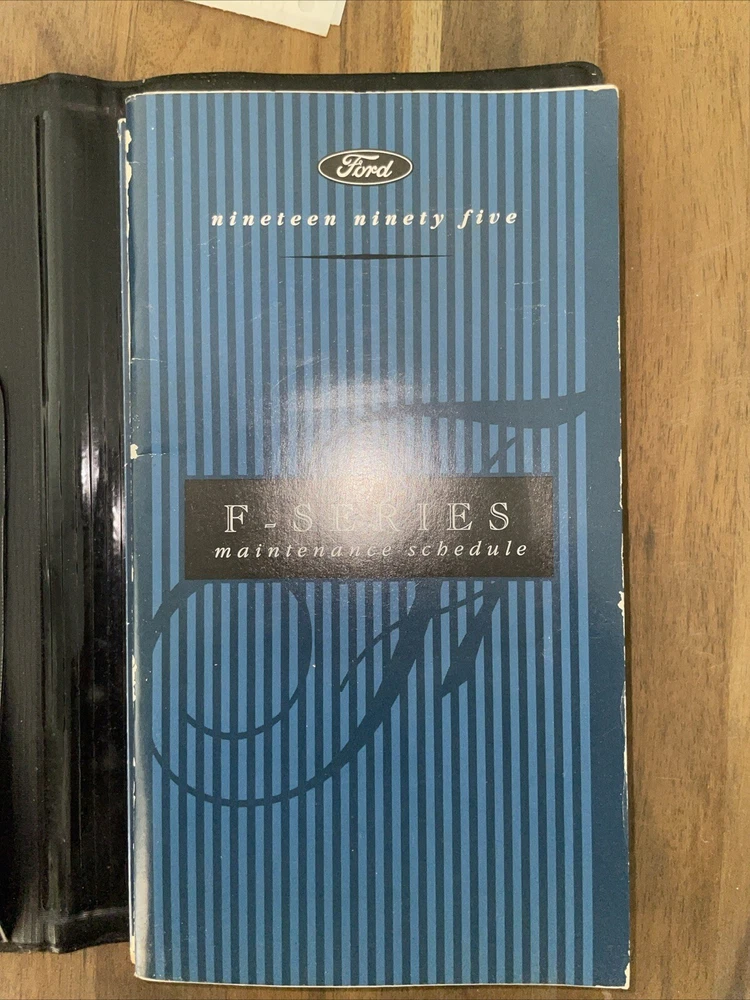 Ford
nineteen ninety five
F-SERIES
maintenance schedule